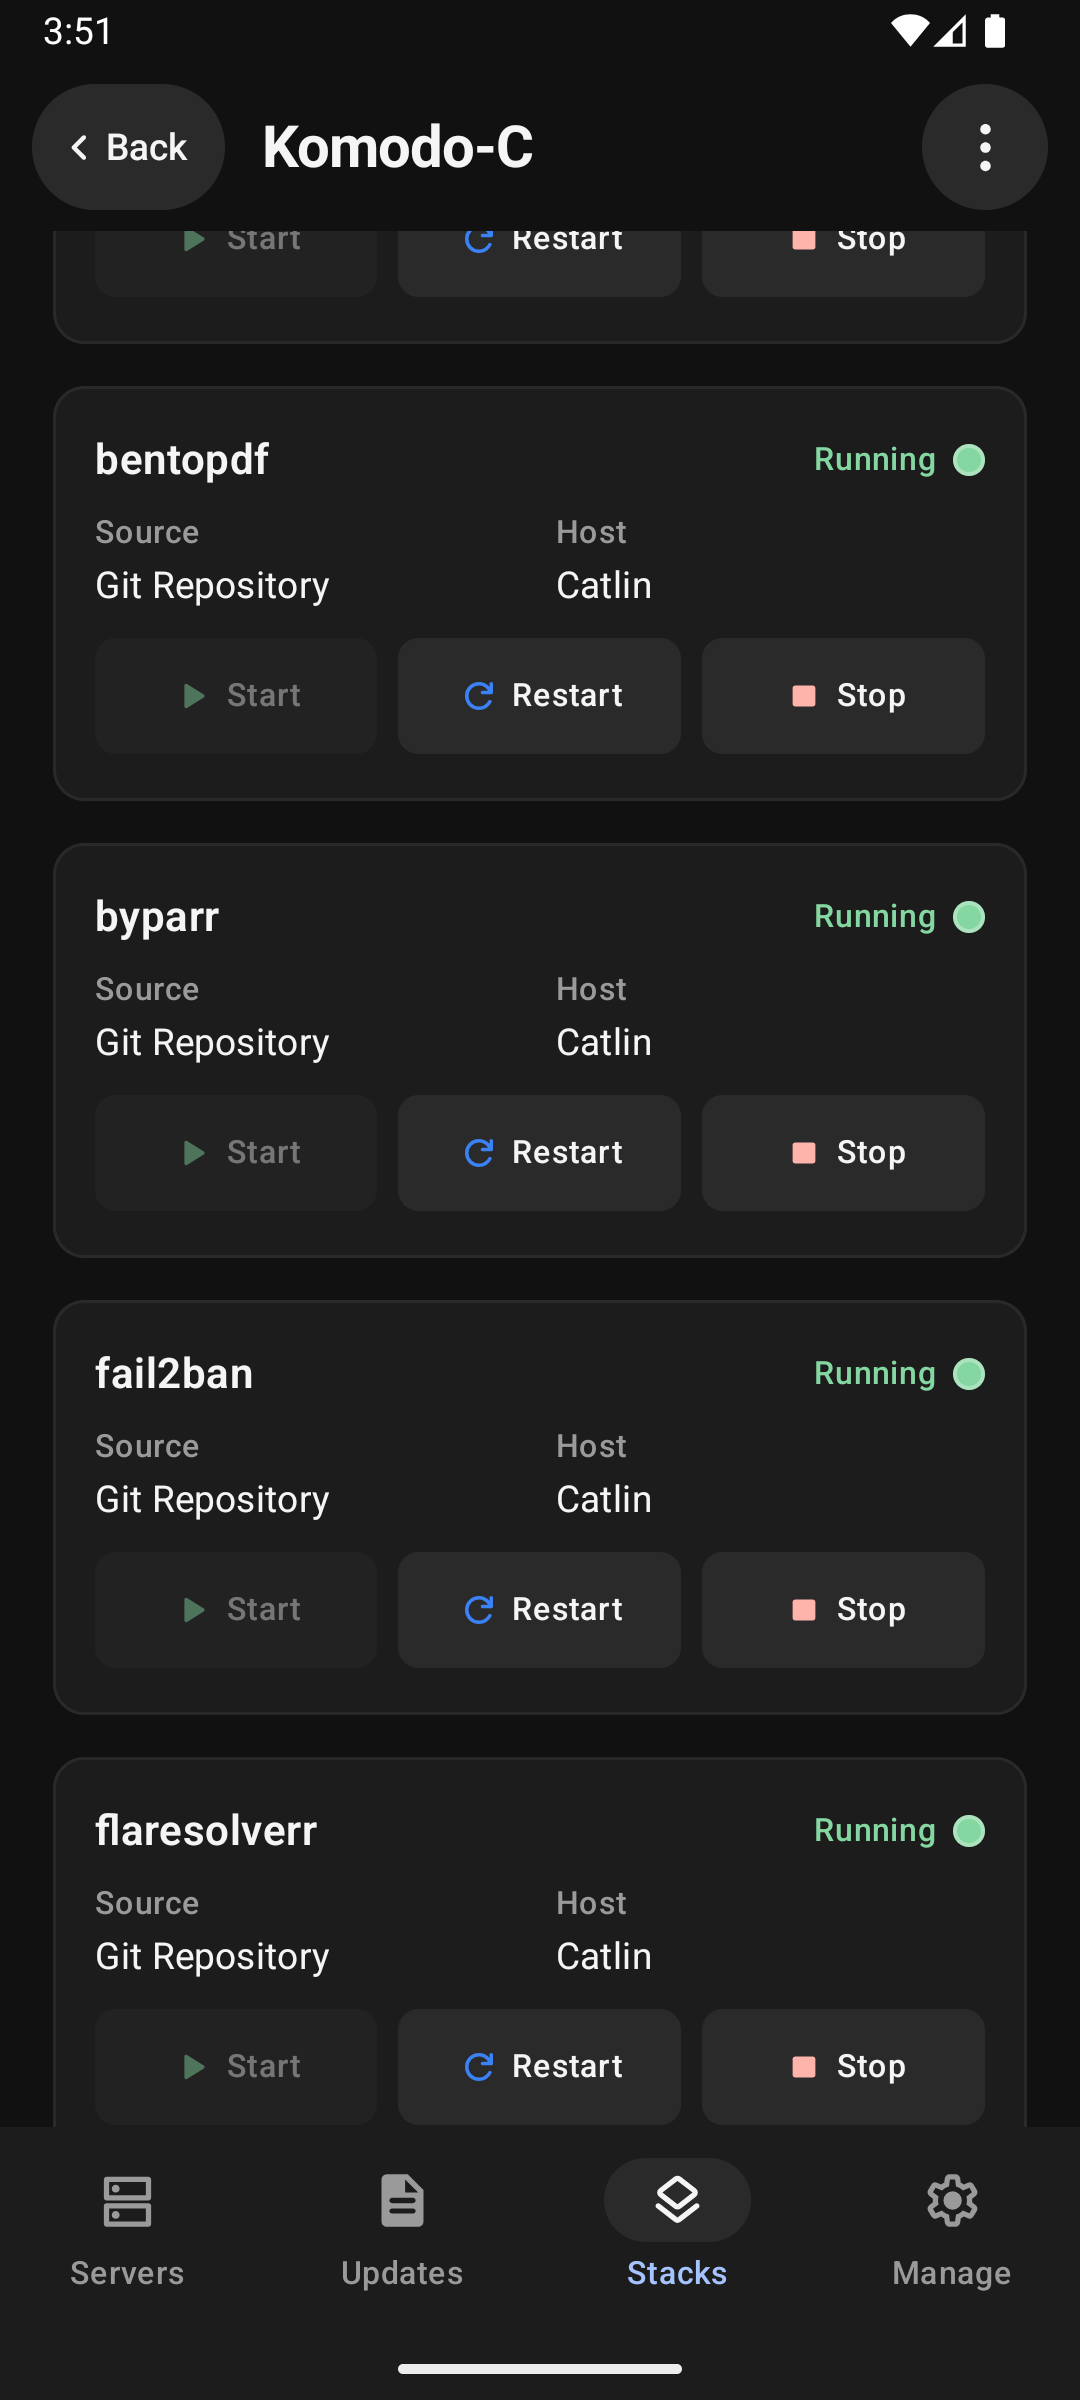 3:51
Back
Komodo-C
Start Restart Stop
bentopdf Running
Source Host
Git Repository Catlin
Start Restart Stop
byparr Running
Source Host
Git Repository Catlin
Start Restart Stop
fail2ban Running
Source Host
Git Repository Catlin
Start Restart Stop
flaresolverr Running
Source Host
Git Repository Catlin
Start Restart Stop
Servers Updates Stacks Manage